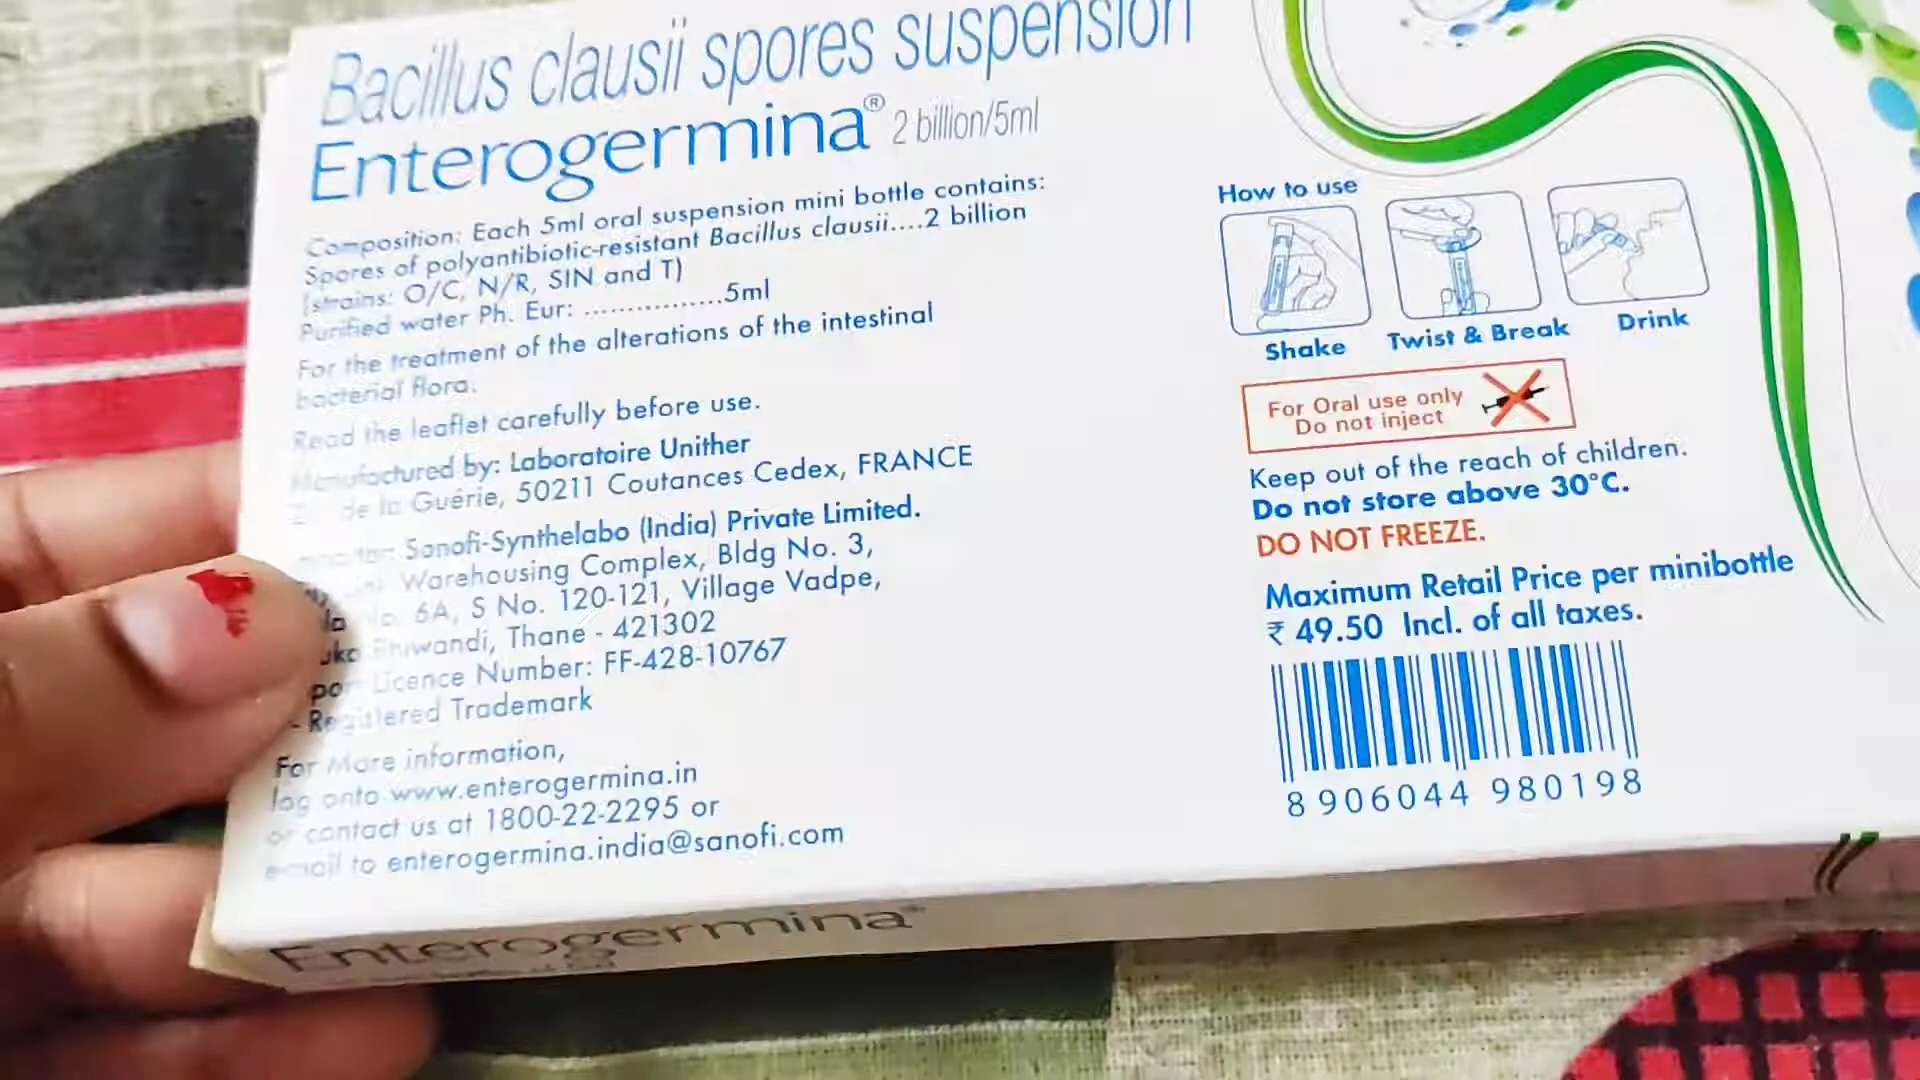 Bacillus clausii spores suspension
Enterogermina® 2 billion/5ml
Composition: Each 5ml oral suspension mini bottle contains:
Spores of polyantibiotic-resistant Bacillus clausii....2 billion
(strains: O/C, N/R, SIN and T)
Purified water Ph. Eur: ................5ml
For the treatment of the alterations of the intestinal
bacterial flora.
Read the leaflet carefully before use.
Manufactured by: Laboratoire Unither
de la Guérie, 50211 Coutances Cedex, FRANCE
Sanofi-Synthelabo (India) Private Limited.
Warehousing Complex, Bldg No. 3,
6A, S No. 120-121, Village Vadpe,
Bhiwandi, Thane - 421302
Licence Number: FF-428-10767
- Registered Trademark
For More information,
log onto www.enterogermina.in
or contact us at 1800-22-2295 or
e-mail to enterogermina.india@sanofi.com
How to use
Shake
Twist & Break
Drink
For Oral use only
Do not inject
Keep out of the reach of children.
Do not store above 30°C.
DO NOT FREEZE.
Maximum Retail Price per minibottle
₹ 49.50 Incl. of all taxes.
8 906044 980198
Enterogermina®